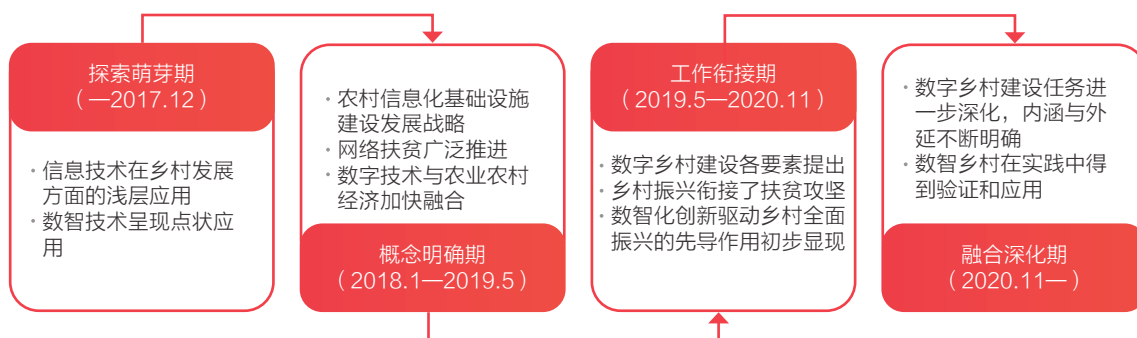 探索萌芽期
（—2017.12）
· 信息技术在乡村发展
方面的浅层应用
· 数智技术呈现点状应
用
· 农村信息化基础设施
建设发展战略
· 网络扶贫广泛推进
· 数字技术与农业农村
经济加快融合
概念明确期
（2018.1—2019.5）
工作衔接期
（2019.5—2020.11）
· 数字乡村建设各要素提出
· 乡村振兴衔接了扶贫攻坚
· 数智化创新驱动乡村全面
振兴的先导作用初步显现
· 数字乡村建设任务进
一步深化，内涵与外
延不断明确
· 数智乡村在实践中得
到验证和应用
融合深化期
（2020.11—）